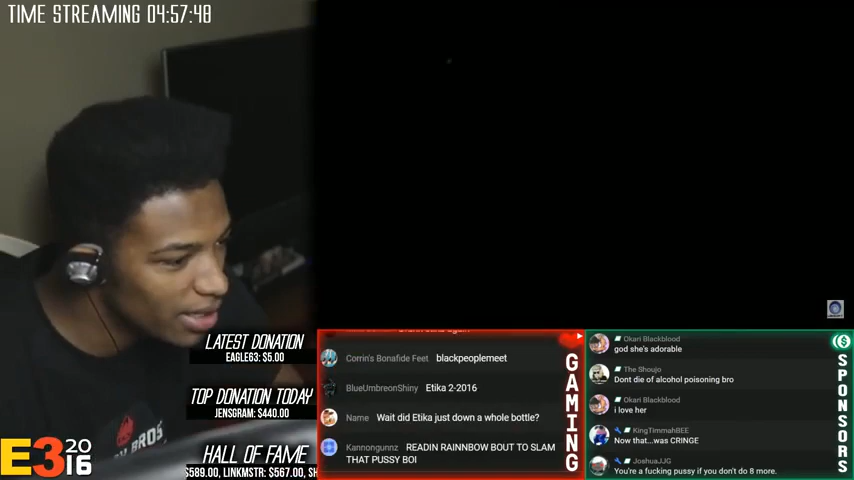 TIME STREAMING 04:57:48
LATEST DONATION
EAGLE63: $5.00
TOP DONATION TODAY
JENSGRAM: $440.00
HALL OF FAME
$589.00, LINKMSTR: $567.00,
E3 2016
BROS
Corrin's Bonafide Feet blackpeoplemeet
BlueUmbreonShiny Etika 2-2016
Name Wait did Etika just down a whole bottle?
Kannongunnz READIN RAINNBOW BOUT TO SLAM
THAT PUSSY BOI
GAMING
Okari Blackblood
god she's adorable
The Shoujo
Dont die of alcohol poisoning bro
Okari Blackblood
i love her
KingTimmahBEE
Now that...was CRINGE
JoshuaJJG
You're a fucking pussy if you don't do 8 more.
SPONSORS